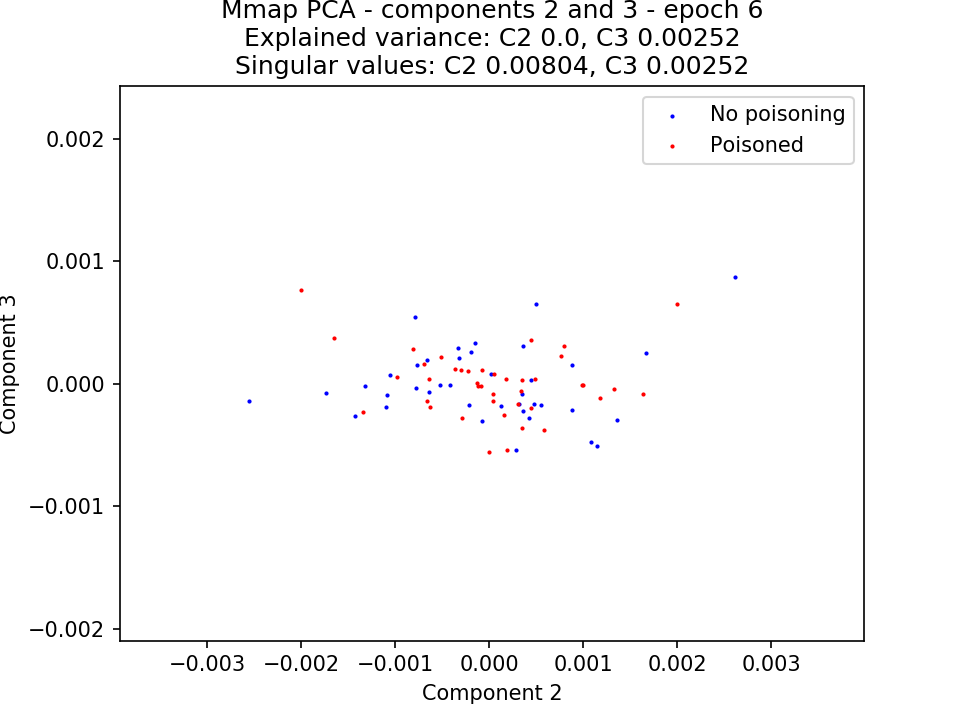 Mmap PCA - components 2 and 3 - epoch 6
Explained variance: C2 0.0, C3 0.00252
Singular values: C2 0.00804, C3 0.00252
No poisoning
Poisoned
0.002
0.001
0.000
−0.001
−0.002
Component 3
−0.003 −0.002 −0.001 0.000 0.001 0.002 0.003
Component 2